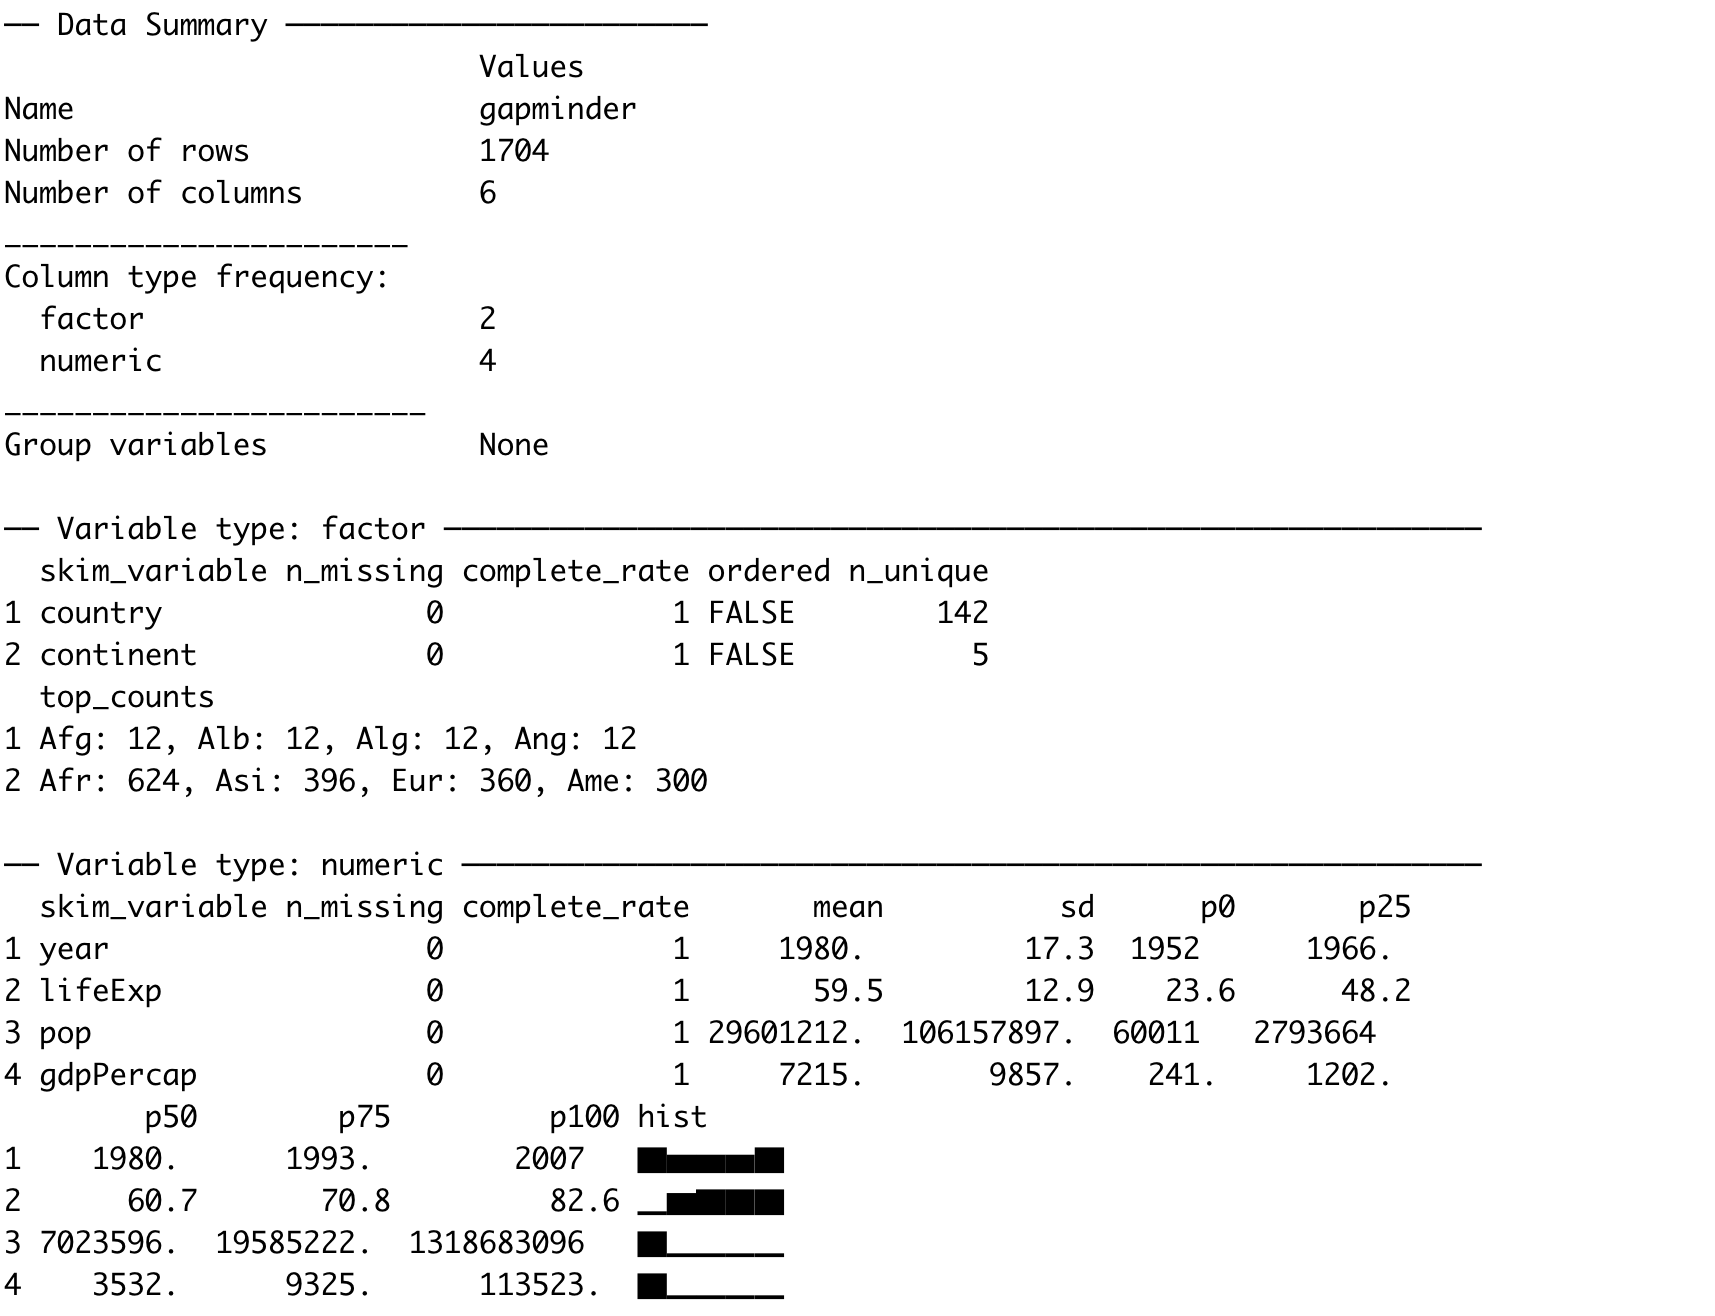 ── Data Summary ────────────────────────
                           Values
Name                       gapminder
Number of rows             1704
Number of columns          6
_______________________
Column type frequency:
  factor                   2
  numeric                  4
________________________
Group variables            None

── Variable type: factor ───────────────────────────────────────────────────────────
  skim_variable n_missing complete_rate ordered n_unique
1 country               0             1 FALSE        142
2 continent             0             1 FALSE          5
  top_counts
1 Afg: 12, Alb: 12, Alg: 12, Ang: 12
2 Afr: 624, Asi: 396, Eur: 360, Ame: 300

── Variable type: numeric ──────────────────────────────────────────────────────────
  skim_variable n_missing complete_rate       mean          sd      p0       p25
1 year                  0             1     1980.         17.3  1952      1966.
2 lifeExp               0             1       59.5        12.9    23.6      48.2
3 pop                   0             1 29601212.  106157897.  60011   2793664
4 gdpPercap             0             1     7215.       9857.    241.     1202.
        p50        p75         p100 hist
1    1980.      1993.        2007   ▇▅▅▅▇
2      60.7       70.8         82.6 ▁▆▇▇▇
3 7023596.  19585222.  1318683096   ▇▁▁▁▁
4    3532.      9325.      113523.  ▇▁▁▁▁